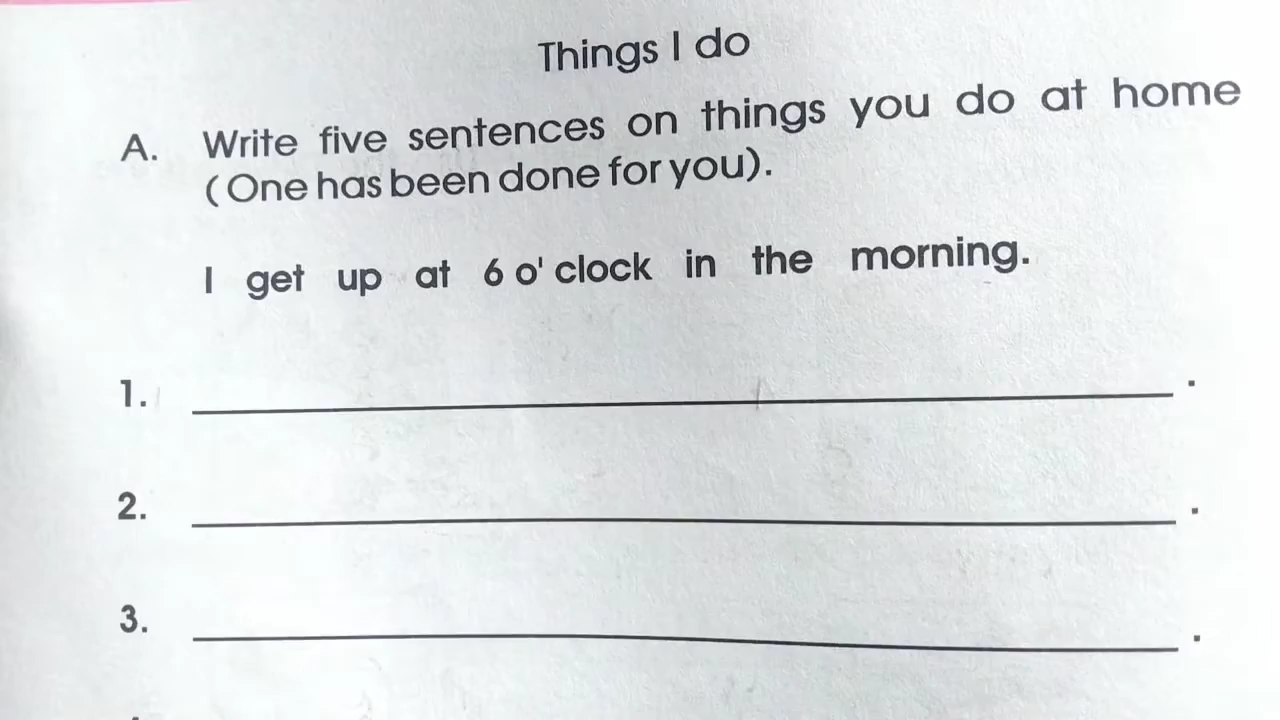 Things I do
A. Write five sentences on things you do at home
(One has been done for you).
I get up at 6 o'clock in the morning.
1. .
2. .
3. .